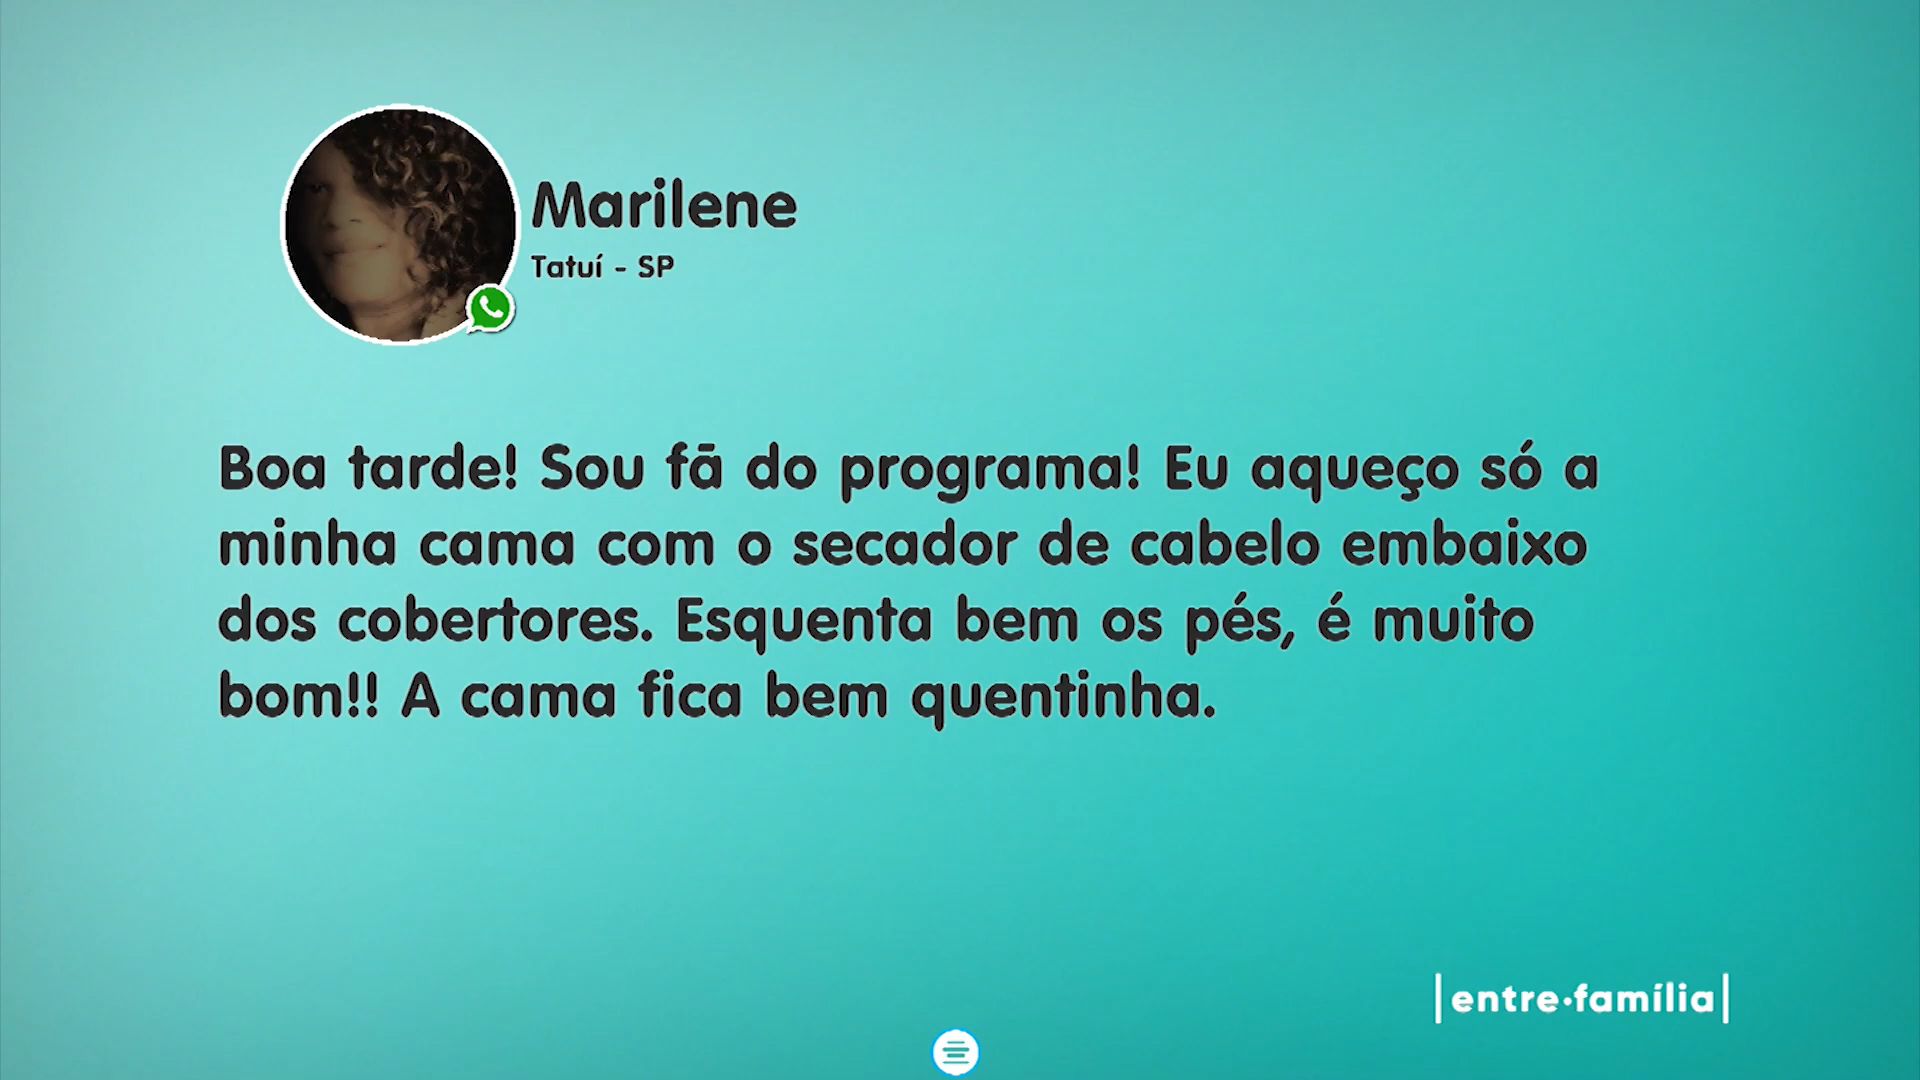 Marilene
Tatuí - SP
Boa tarde! Sou fã do programa! Eu aqueço só a
minha cama com o secador de cabelo embaixo
dos cobertores. Esquenta bem os pés, é muito
bom!! A cama fica bem quentinha.
|entre•família|